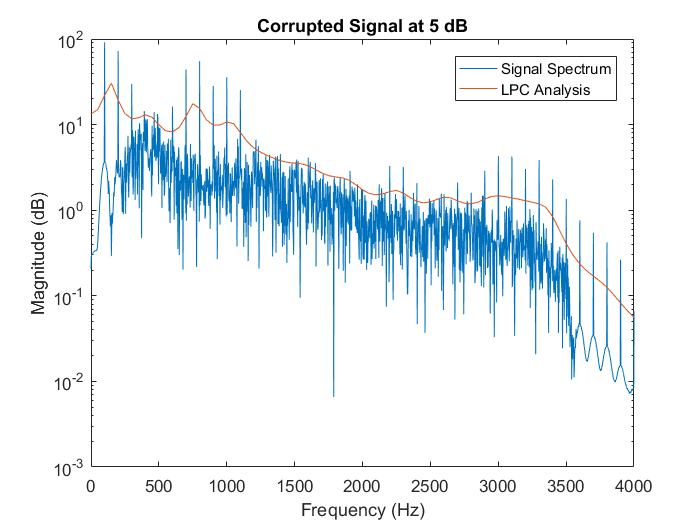 Corrupted Signal at 5 dB
Signal Spectrum
LPC Analysis
Magnitude (dB)
10^2
10^1
10^0
10^-1
10^-2
10^-3
0 500 1000 1500 2000 2500 3000 3500 4000
Frequency (Hz)